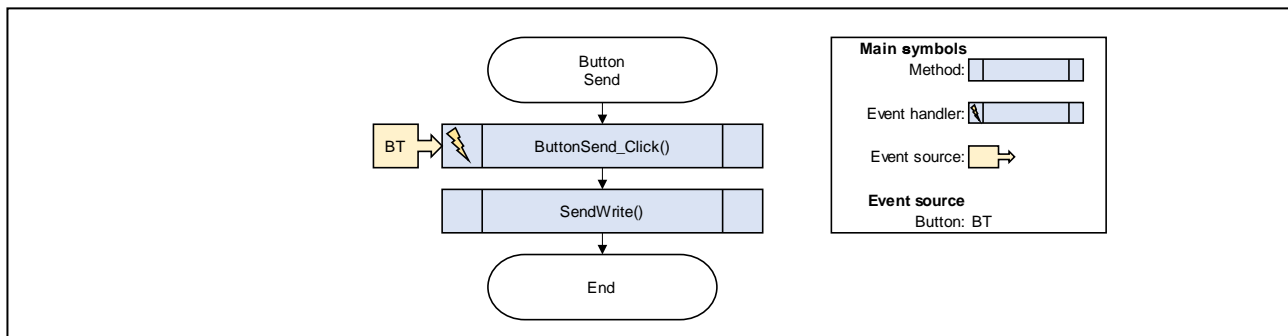 Button
Send
BT
ButtonSend_Click()
SendWrite()
End
Main symbols
Method:
Event handler:
Event source:
Event source
Button: BT